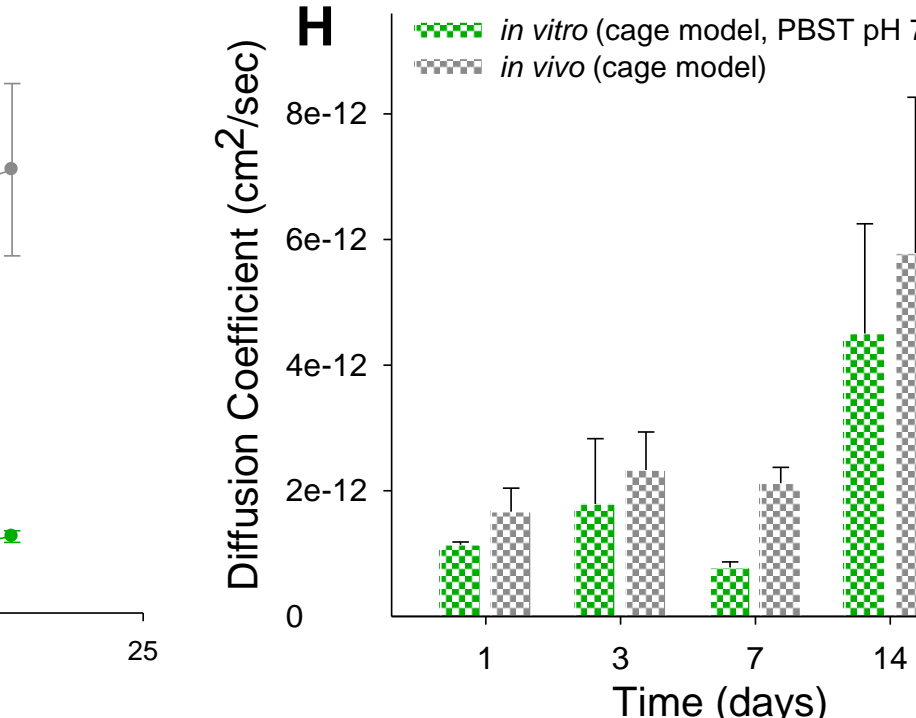 H
in vitro (cage model, PBST pH 7
in vivo (cage model)
Diffusion Coefficient (cm2/sec)
8e-12
6e-12
4e-12
2e-12
0
1 3 7 14
Time (days)
25